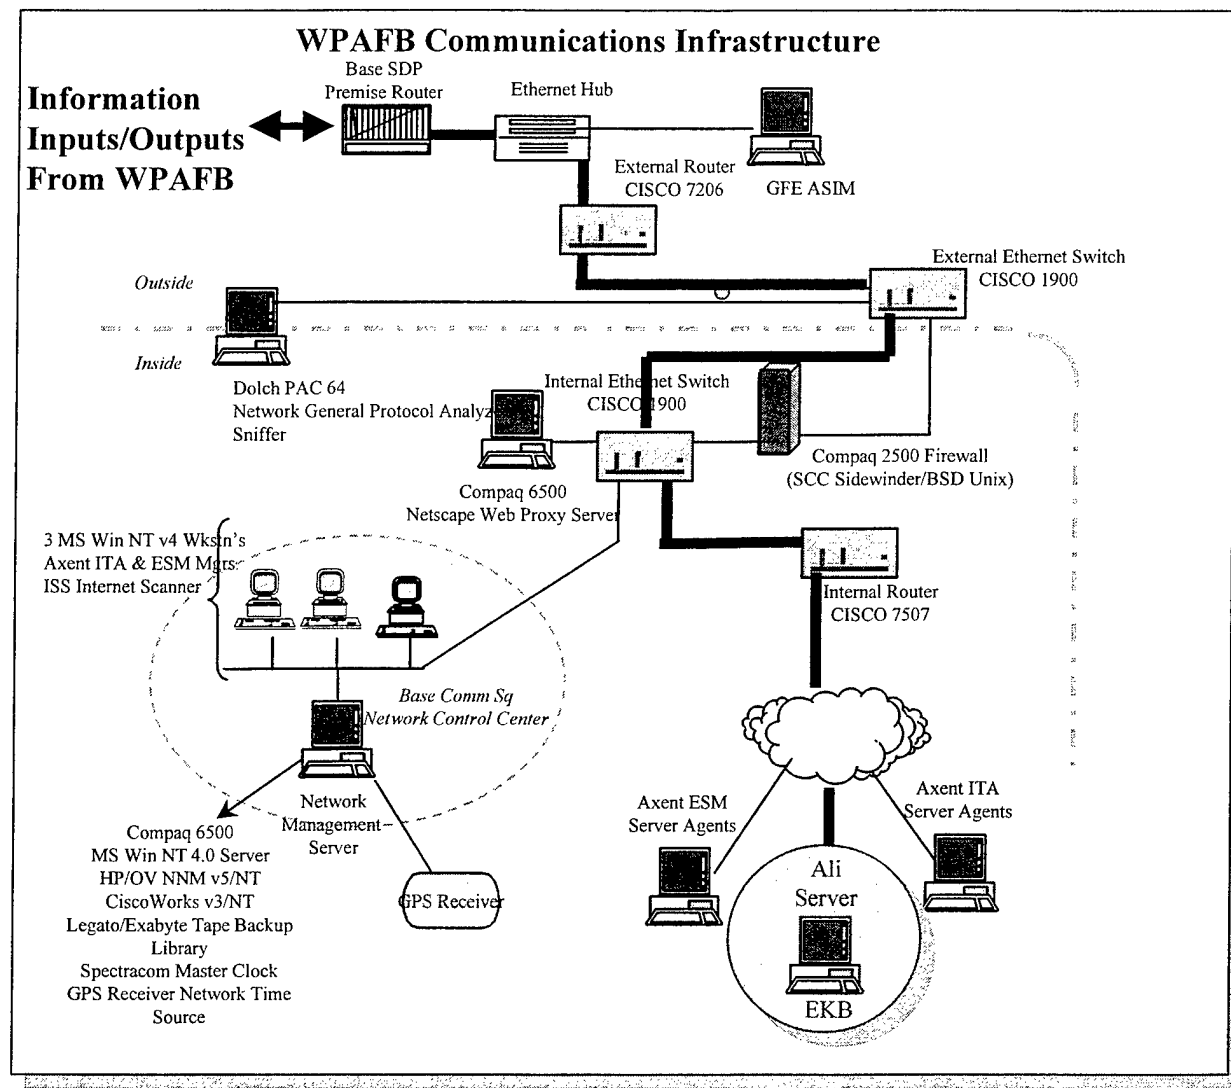 WPAFB Communications Infrastructure
Information
Inputs/Outputs
From WPAFB
Base SDP
Premise Router
Ethernet Hub
External Router
CISCO 7206
GFE ASIM
External Ethernet Switch
CISCO 1900
Outside
Inside
Dolch PAC 64
Network General Protocol Analyz
Sniffer
Internal Ethernet Switch
CISCO 1900
Compaq 2500 Firewall
(SCC Sidewinder/BSD Unix)
Compaq 6500
Netscape Web Proxy Server
3 MS Win NT v4 Wkstn's
Axent ITA & ESM Mgrs
ISS Internet Scanner
Internal Router
CISCO 7507
Base Comm Sq
Network Control Center
Network
Management
Server
Compaq 6500
MS Win NT 4.0 Server
HP/OV NNM v5/NT
CiscoWorks v3/NT
Legato/Exabyte Tape Backup
Library
Spectracom Master Clock
GPS Receiver Network Time
Source
GPS Receiver
Axent ESM
Server Agents
Axent ITA
Server Agents
Ali
Server
EKB